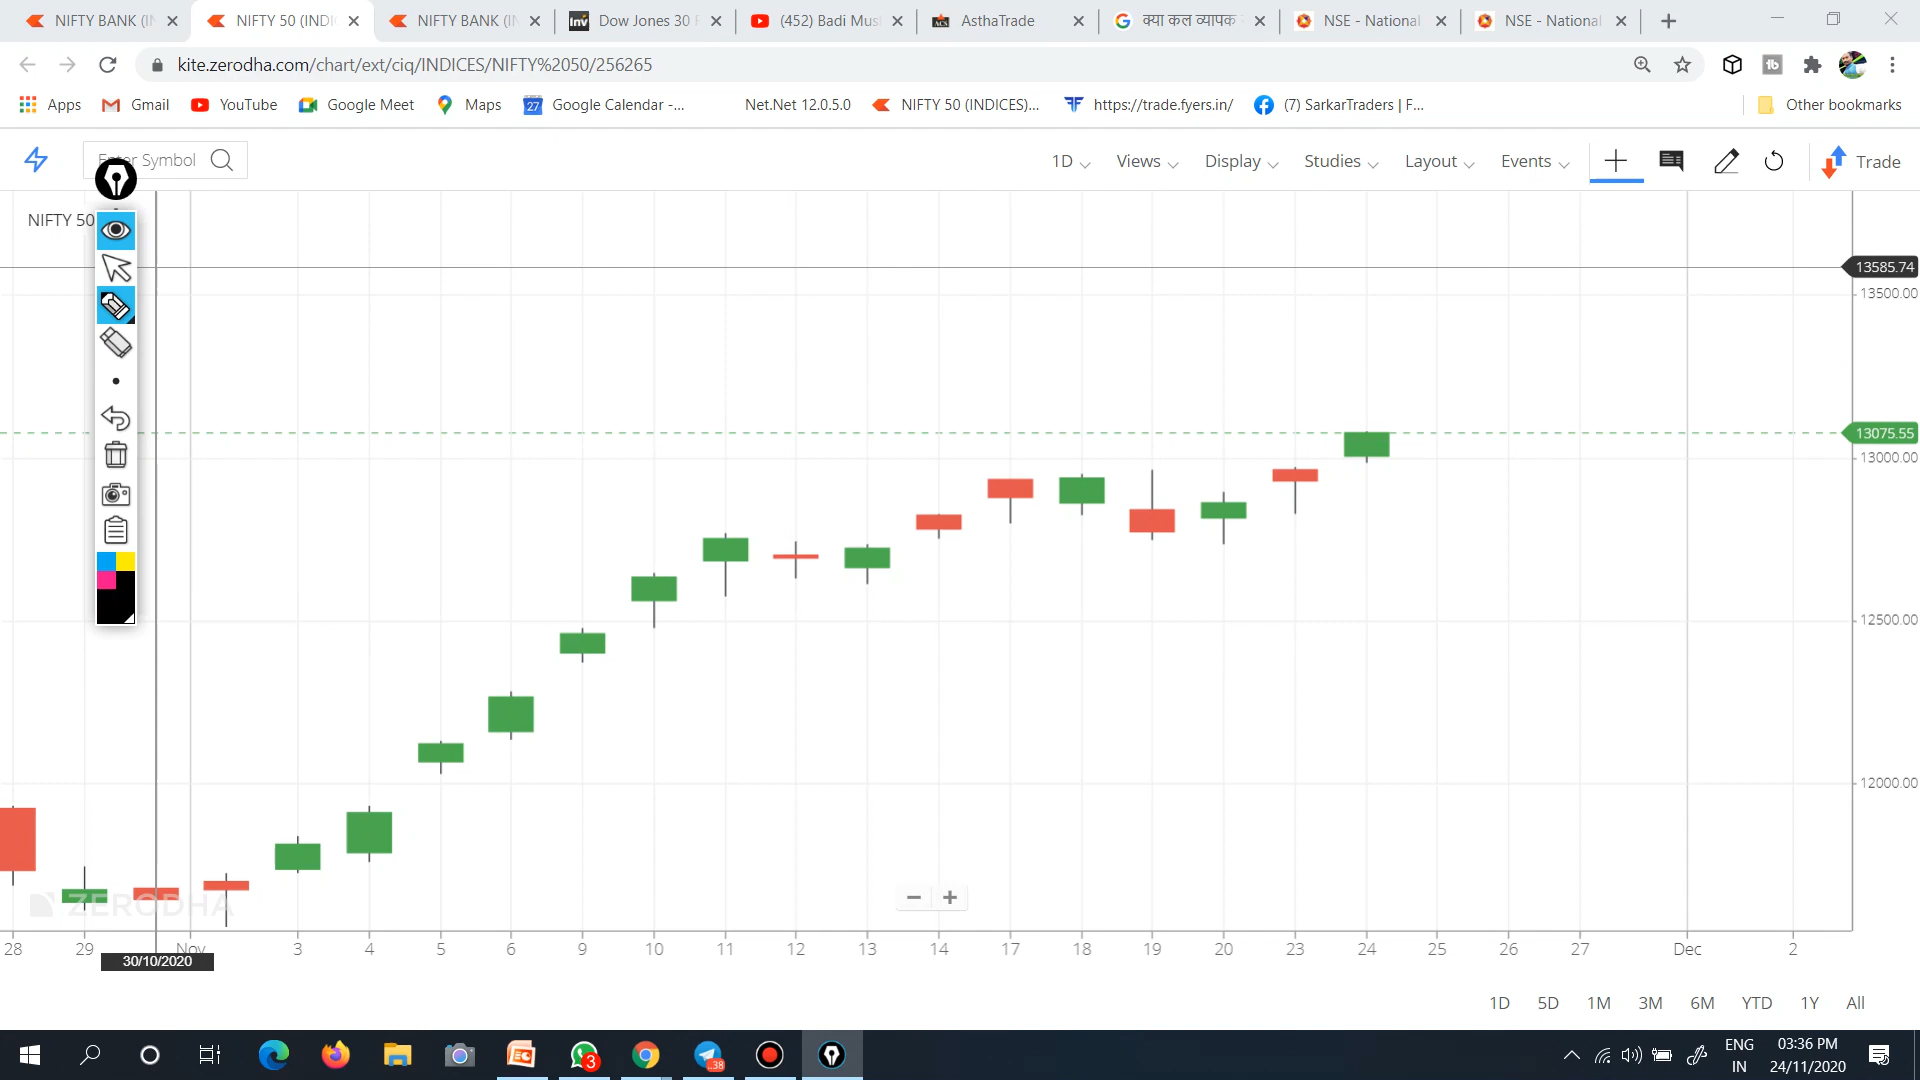 NIFTY BANK (IN
NIFTY 50 (INDI
NIFTY BANK (IN
Dow Jones 30 F
(452) Badi Mus
AsthaTrade
क्या कल व्यापक
NSE - National
NSE - National
kite.zerodha.com/chart/ext/ciq/INDICES/NIFTY%2050/256265
Apps
Gmail
YouTube
Google Meet
Maps
27
Google Calendar -...
Net.Net 12.0.5.0
NIFTY 50 (INDICES)...
https://trade.fyers.in/
(7) SarkarTraders | F...
Other bookmarks
Enter Symbol
1D
Views
Display
Studies
Layout
Events
Trade
NIFTY 50
13585.74
13500.00
13075.55
13000.00
12500.00
12000.00
ZERODHA
28 29 Nov 3 4 5 6 9 10 11 12 13 14 17 18 19 20 23 24 25 26 27 Dec 2
30/10/2020
1D 5D 1M 3M 6M YTD 1Y All
3
38
ENG
IN
03:36 PM
24/11/2020